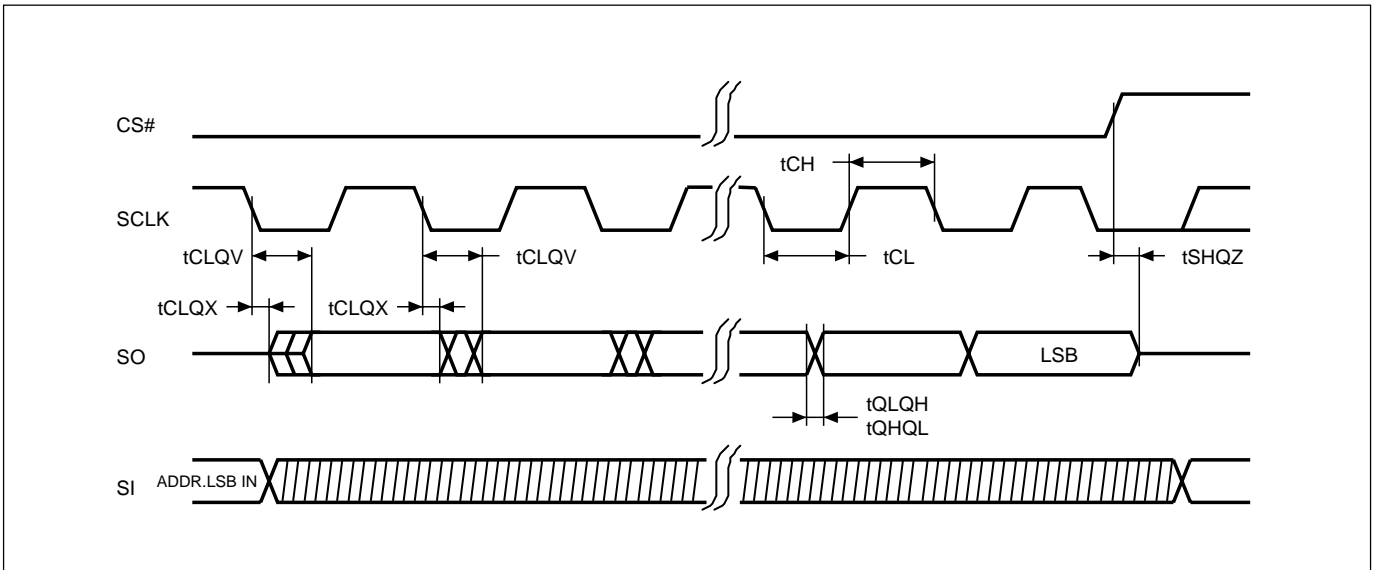 CS#
tCH
SCLK
tCLQV
tCLQV
tCL
tSHQZ
tCLQX
tCLQX
SO
LSB
tQLQH
tQHQL
SI
ADDR.LSB IN